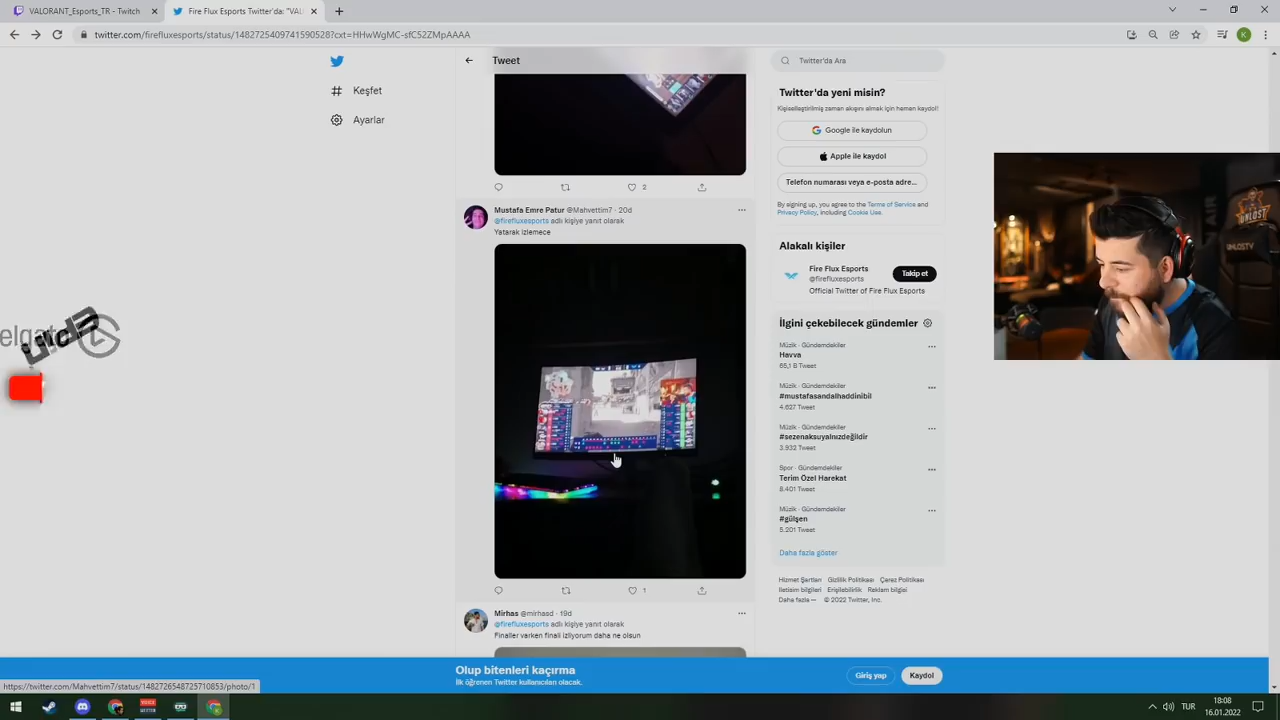 VALORANT_Esports_TR - Twitch
Fire Flux Esports Twitter'da: "VAL
twitter.com/firefluxesports/status/1482725409741590528?cxt=HHwWgMC-sfC52ZMpAAAA
K
Tweet
Twitter'da Ara
Keşfet
Ayarlar
2
Mustafa Emre Patur @Mahvettim7 · 20d
@firefluxesports adlı kişiye yanıt olarak
Yatarak izlemece
1
Mirhas @mirhasd · 19d
@firefluxesports adlı kişiye yanıt olarak
Finaller varken finali izliyorum daha ne olsun
Twitter'da yeni misin?
Kişiselleştirilmiş zaman akışını almak için hemen kaydol!
Google ile kaydolun
Apple ile kaydol
Telefon numarası veya e-posta adre...
By signing up, you agree to the Terms of Service and
Privacy Policy, including Cookie Use.
Alakalı kişiler
Fire Flux Esports
@firefluxesports
Takip et
Official Twitter of Fire Flux Esports
İlgini çekebilecek gündemler
Müzik · Gündemdekiler
Havva
65,1 B Tweet
Müzik · Gündemdekiler
#mustafasandalhaddinibil
4.627 Tweet
Müzik · Gündemdekiler
#sezenaksuyalnızdeğildir
3.932 Tweet
Spor · Gündemdekiler
Terim Özel Harekat
8.401 Tweet
Müzik · Gündemdekiler
#gülşen
5.201 Tweet
Daha fazla göster
Hizmet Şartları Gizlilik Politikası Çerez Politikası
İletisim bilgileri Erişilebilirlik Reklam bilgisi
Daha fazla ··· © 2022 Twitter, Inc.
elgato
UNLOST
UNLOSTV
Olup bitenleri kaçırma
İlk öğrenen Twitter kullanıcıları olacak.
Giriş yap
Kaydol
https://twitter.com/Mahvettim7/status/1482726548725710853/photo/1
TUR
18:08
16.01.2022